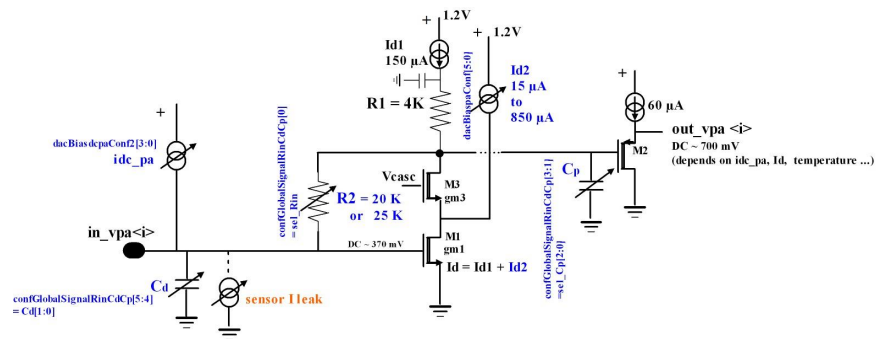 1.2V
1.2V
Id1
150 µA
Id2
15 µA
to
850 µA
dacBiaspaConf[5:0]
R1 = 4K
60 µA
out_vpa <i>
DC ~ 700 mV
(depends on idc_pa, Id, temperature ...)
dacBiasdcpaConf2[3:0]
idc_pa
confGlobalSignalRinCdCp[0]
= sel_Rin
Vcasc
M3
gm3
R2 = 20 K
or 25 K
Cp
M2
confGlobalSignalRinCdCp[3:1]
=sel_Cp[2:0]
in_vpa<i>
DC ~ 370 mV
M1
gm1
Id = Id1 + Id2
Cd
confGlobalSignalRinCdCp[5:4]
= Cd[1:0]
sensor I leak